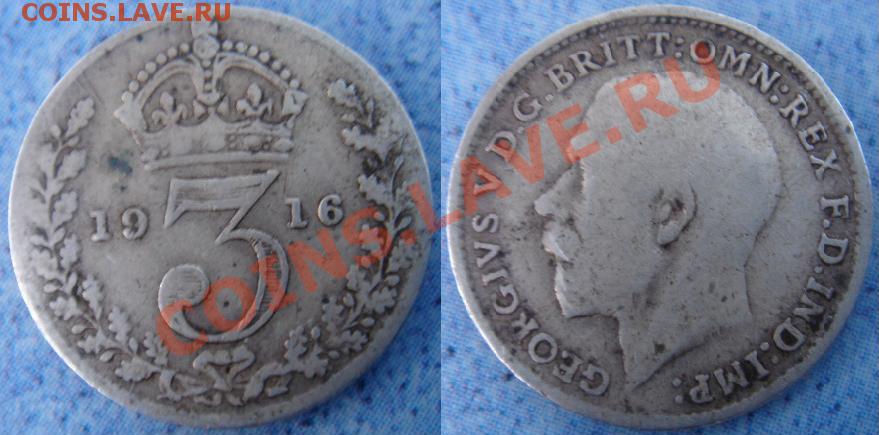 COINS.LAVE.RU
19 3 16
GEORGIVS V D.G.BRITT:OMN:REX F.D.IND:IMP:
COINS.LAVE.RU